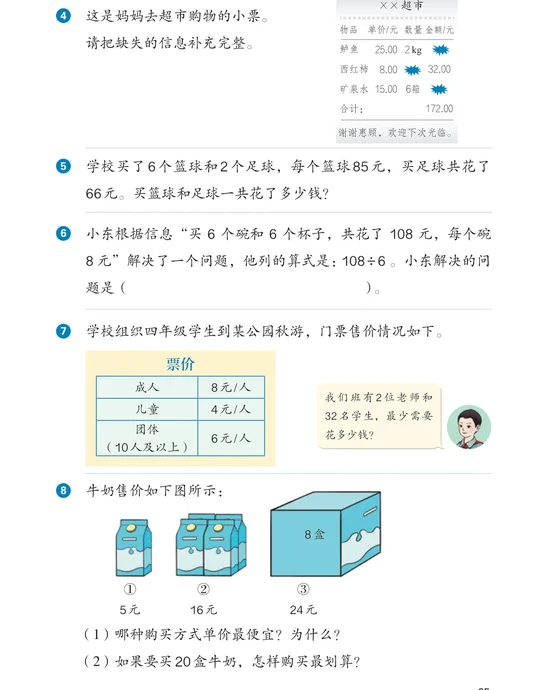 ××超市
4 这是妈妈去超市购物的小票。
请把缺失的信息补充完整。
物品 单价/元 数量 金额/元
鲈鱼 25.00 2kg
西红柿 8.00 32.00
矿泉水 15.00 6箱
合计: 172.00
谢谢惠顾，欢迎下次光临。
5 学校买了6个篮球和2个足球，每个篮球85元，买足球共花了
66元。买篮球和足球一共花了多少钱？
6 小东根据信息“买 6 个碗和 6 个杯子，共花了 108 元，每个碗
8 元”解决了一个问题，他列的算式是：108÷6 。小东解决的问
题是（ ）。
7 学校组织四年级学生到某公园秋游，门票售价情况如下。
票价
成人 8元/人
儿童 4元/人
团体
（10人及以上） 6元/人
我们班有2位老师和
32名学生，最少需要
花多少钱？
8 牛奶售价如下图所示：
8盒
① ② ③
5元 16元 24元
（1）哪种购买方式单价最便宜？为什么？
（2）如果要买20盒牛奶，怎样购买最划算？